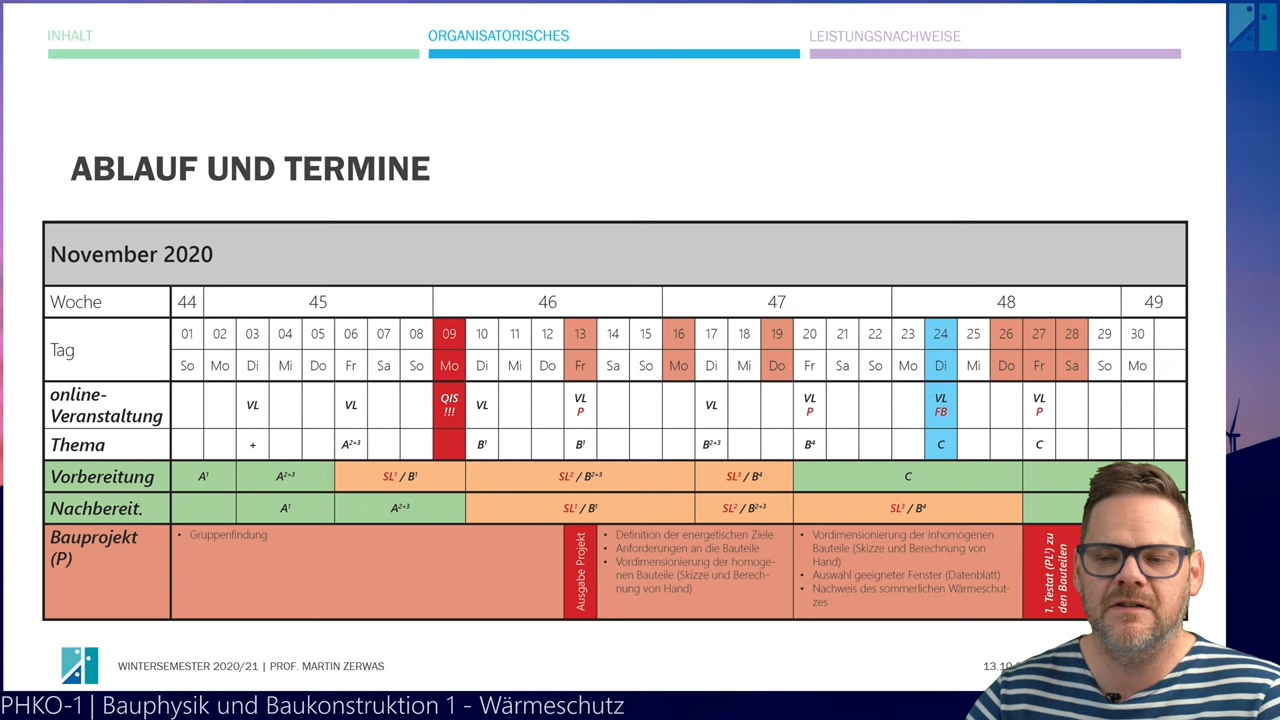 INHALT
ORGANISATORISCHES
LEISTUNGSNACHWEISE
ABLAUF UND TERMINE
November 2020
Woche 44 45 46 47 48 49
Tag
01 02 03 04 05 06 07 08 09 10 11 12 13 14 15 16 17 18 19 20 21 22 23 24 25 26 27 28 29 30
So Mo Di Mi Do Fr Sa So Mo Di Mi Do Fr Sa So Mo Di Mi Do Fr Sa So Mo Di Mi Do Fr Sa So Mo
online-
Veranstaltung
VL VL QIS VL VL VL VL VL VL
!!! P P FB P
Thema + A²⁺³ B¹ B¹ B²⁺³ B⁴ C C
Vorbereitung A¹ A²⁺³ SL¹ / B¹ SL² / B²⁺³ SL³ / B⁴ C
Nachbereit. A¹ A²⁺³ SL¹ / B¹ SL² / B²⁺³ SL³ / B⁴
Bauprojekt
(P)
• Gruppenfindung
Ausgabe Projekt
• Definition der energetischen Ziele
• Anforderungen an die Bauteile
• Vordimensionierung der homoge-
nen Bauteile (Skizze und Berech-
nung von Hand)
• Vordimensionierung der inhomogenen
Bauteile (Skizze und Berechnung von
Hand)
• Auswahl geeigneter Fenster (Datenblatt)
• Nachweis des sommerlichen Wärmeschut-
zes
1. Testat (PL¹) zu
den Bauteilen
WINTERSEMESTER 2020/21 | PROF. MARTIN ZERWAS
13.10.
PHKO-1 | Bauphysik und Baukonstruktion 1 - Wärmeschutz